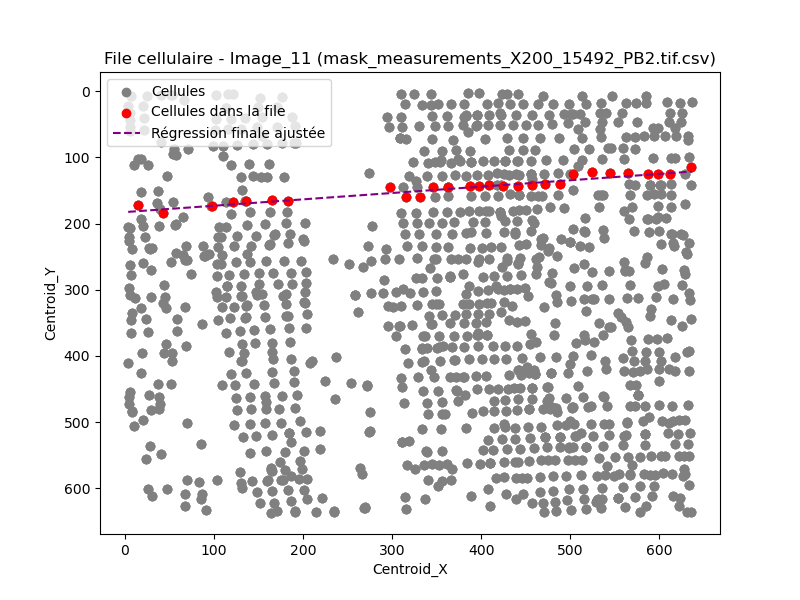 File cellulaire - Image_11 (mask_measurements_X200_15492_PB2.tif.csv)
Cellules
Cellules dans la file
Régression finale ajustée
0
100
200
300
400
500
600
Centroid_Y
0 100 200 300 400 500 600
Centroid_X